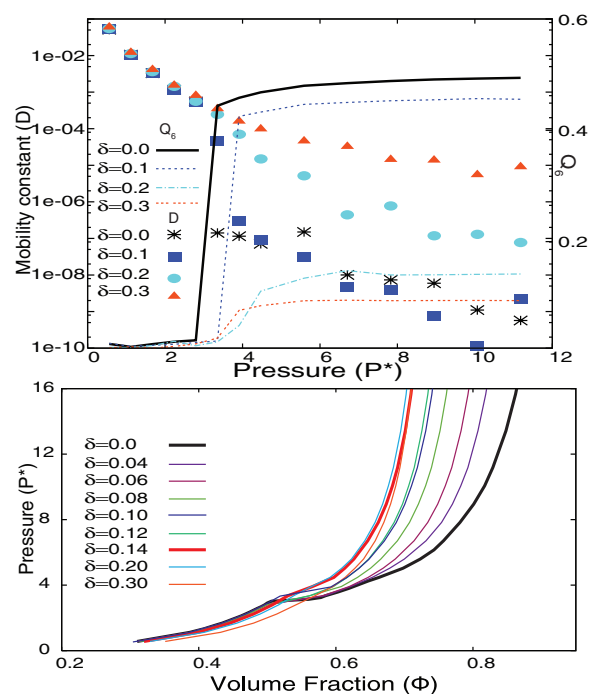 0.6
1e-02
1e-04
0.4
Mobility constant (D)
Q6
Q6
δ=0.0
δ=0.1
δ=0.2
1e-06
δ=0.3
D
δ=0.0
0.2
δ=0.1
1e-08
δ=0.2
δ=0.3
1e-10
0 2 4 6 8 10 12
Pressure (P*)
16
δ=0.0
12
δ=0.04
δ=0.06
δ=0.08
Pressure (P*)
8
δ=0.10
δ=0.12
δ=0.14
4
δ=0.20
δ=0.30
0
0.2 0.4 0.6 0.8
Volume Fraction (Φ)